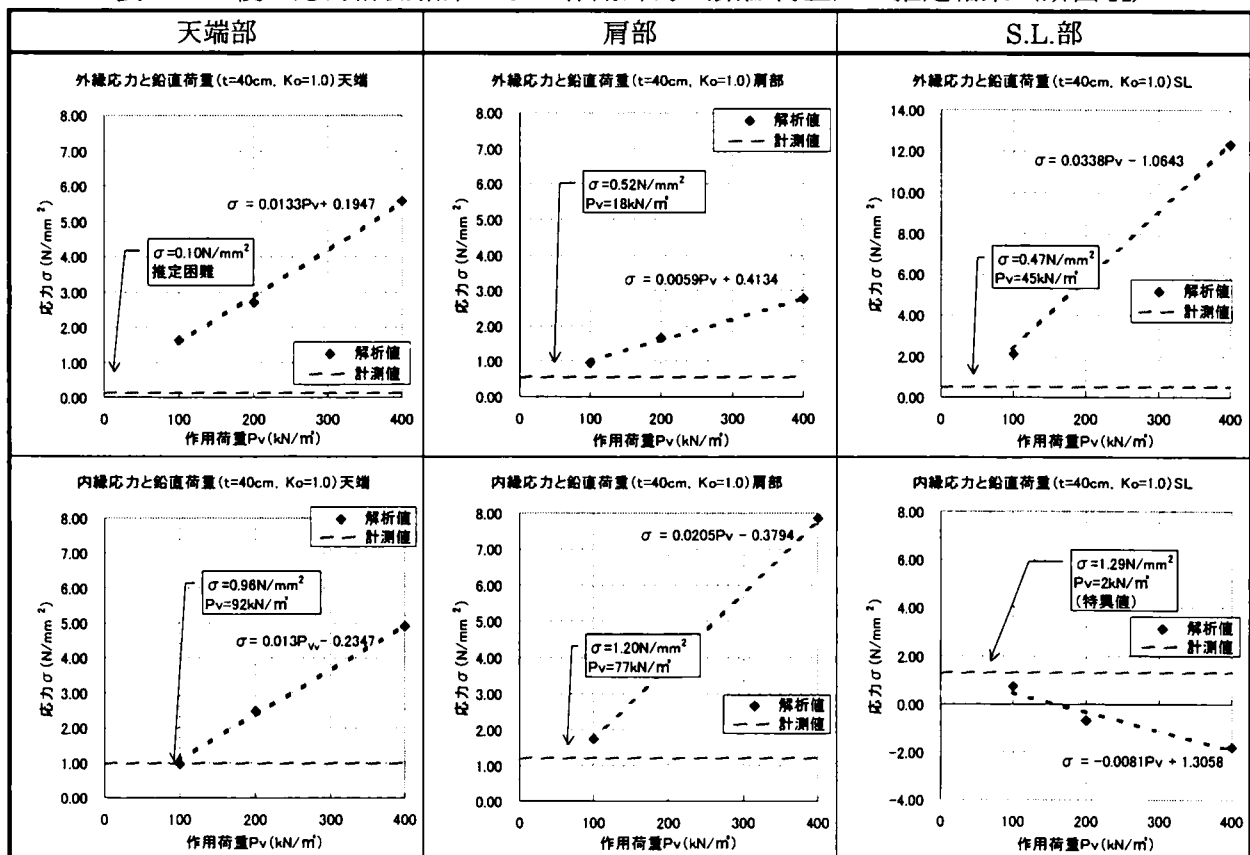 天端部
肩部
S.L.部
外縁応力と鉛直荷重(t=40cm, Ko=1.0)天端
8.00
7.00
6.00
5.00
4.00
3.00
2.00
1.00
0.00
応力σ(N/mm²)
σ = 0.0133Pv+ 0.1947
σ=0.10N/mm²
推定困難
◆ 解析値
— — 計測値
0 100 200 300 400
作用荷重Pv(kN/㎡)
外縁応力と鉛直荷重(t=40cm, Ko=1.0)肩部
8.00
7.00
6.00
5.00
4.00
3.00
2.00
1.00
0.00
応力σ(N/mm²)
◆ 解析値
— — 計測値
σ=0.52N/mm²
Pv=18kN/㎡
σ = 0.0059Pv + 0.4134
0 100 200 300 400
作用荷重Pv(kN/㎡)
外縁応力と鉛直荷重(t=40cm, Ko=1.0)SL
14.00
12.00
10.00
8.00
6.00
4.00
2.00
0.00
応力σ(N/mm²)
σ = 0.0338Pv - 1.0643
σ=0.47N/mm²
Pv=45kN/㎡
◆ 解析値
— — 計測値
0 100 200 300 400
作用荷重Pv(kN/㎡)
内縁応力と鉛直荷重(t=40cm, Ko=1.0)天端
8.00
7.00
6.00
5.00
4.00
3.00
2.00
1.00
0.00
応力σ(N/mm²)
◆ 解析値
— — 計測値
σ=0.96N/mm²
Pv=92kN/㎡
σ=0.013Pv - 0.2347
0 100 200 300 400
作用荷重Pv(kN/㎡)
内縁応力と鉛直荷重(t=40cm, Ko=1.0)肩部
8.00
7.00
6.00
5.00
4.00
3.00
2.00
1.00
0.00
応力σ(N/mm²)
σ = 0.0205Pv - 0.3794
σ=1.20N/mm²
Pv=77kN/㎡
◆ 解析値
— — 計測値
0 100 200 300 400
作用荷重Pv(kN/㎡)
内縁応力と鉛直荷重(t=40cm, Ko=1.0)SL
8.00
6.00
4.00
2.00
0.00
-2.00
-4.00
応力σ(N/mm²)
σ=1.29N/mm²
Pv=2kN/㎡
(特異値)
◆ 解析値
— — 計測値
σ = -0.0081Pv + 1.3058
0 100 200 300 400
作用荷重Pv(kN/㎡)